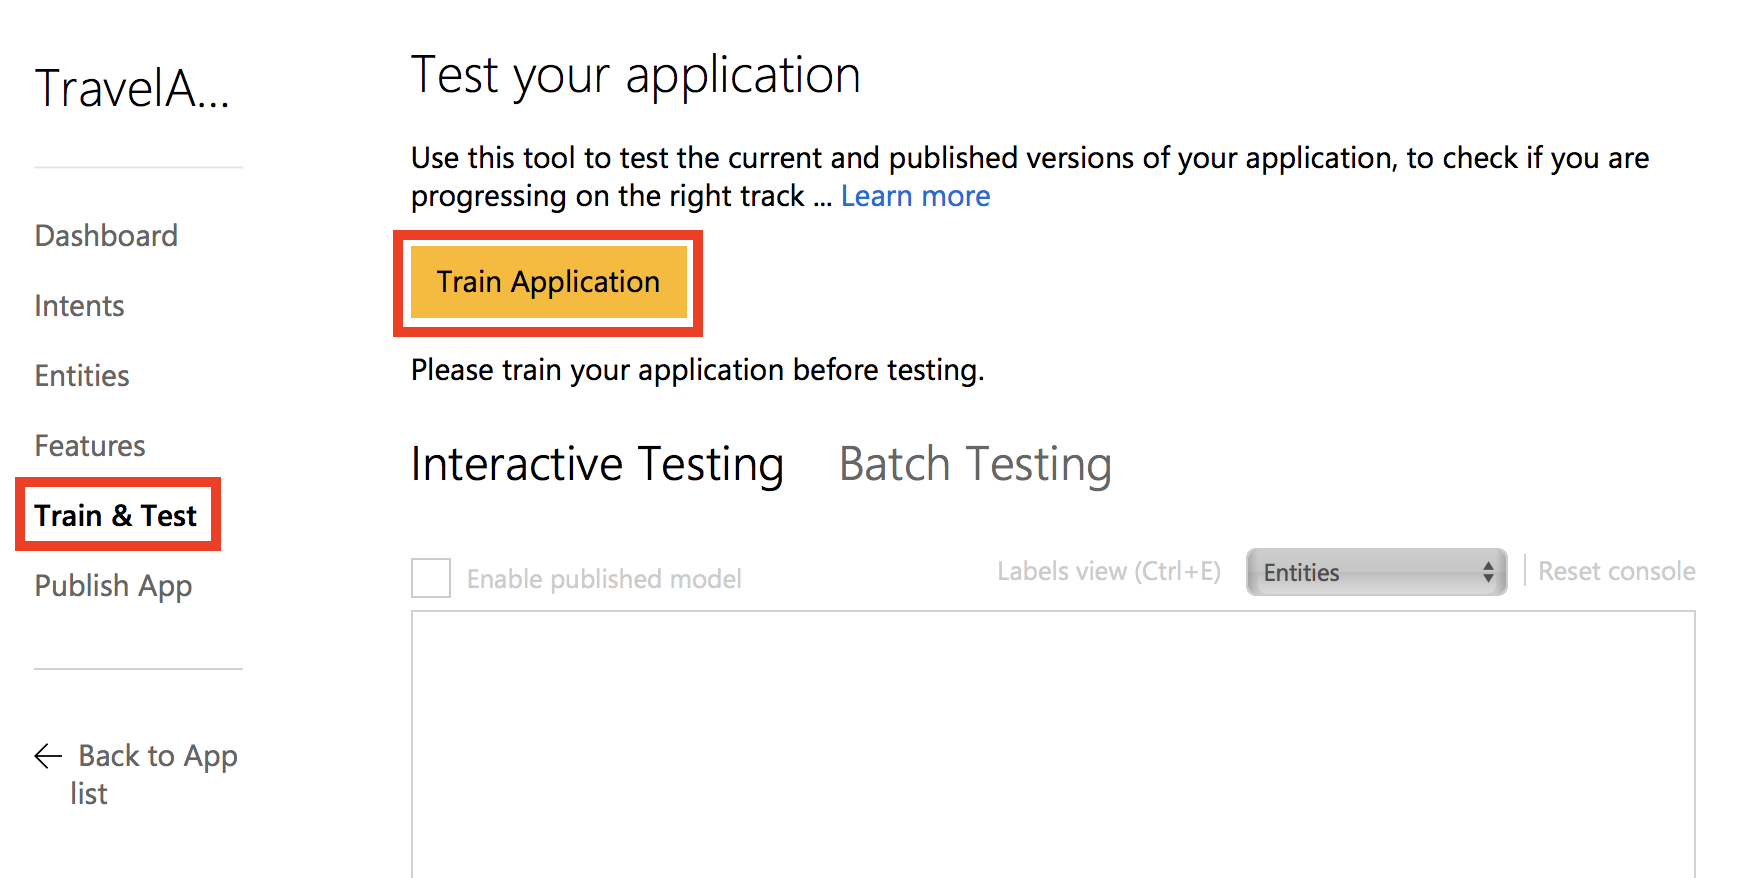 TravelA...
Dashboard
Intents
Entities
Features
Train & Test
Publish App
Back to App
list
Test your application
Use this tool to test the current and published versions of your application, to check if you are
progressing on the right track ... Learn more
Train Application
Please train your application before testing.
Interactive Testing
Batch Testing
Enable published model
Labels view (Ctrl+E)
Entities
Reset console